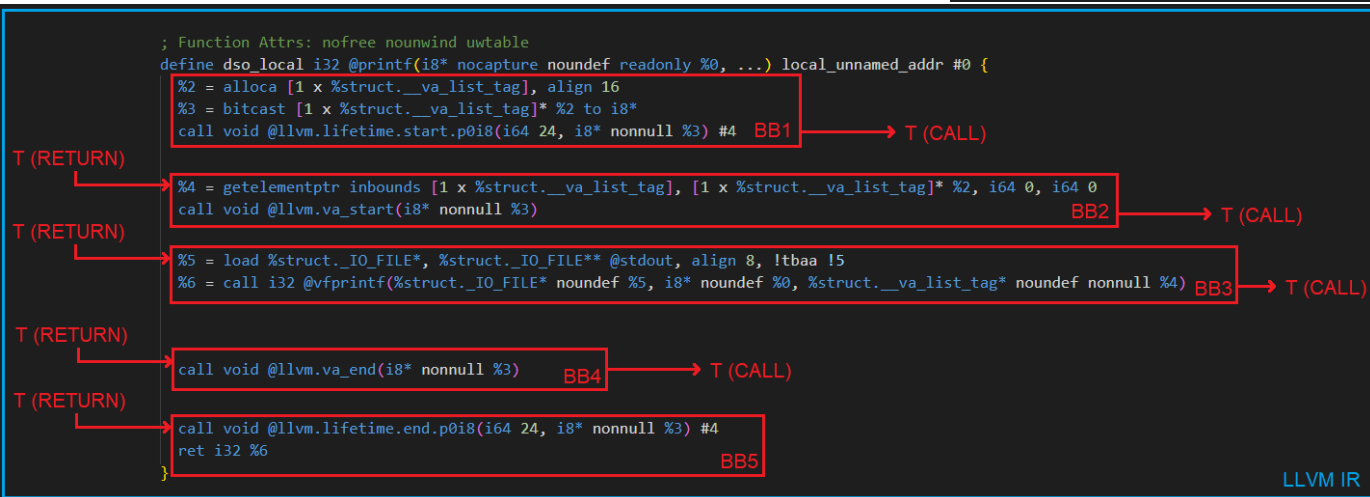 ; Function Attrs: nofree nounwind uwtable
define dso_local i32 @printf(i8* nocapture noundef readonly %0, ...) local_unnamed_addr #0 {
%2 = alloca [1 x %struct.__va_list_tag], align 16
%3 = bitcast [1 x %struct.__va_list_tag]* %2 to i8*
call void @llvm.lifetime.start.p0i8(i64 24, i8* nonnull %3) #4 BB1 T (CALL)
T (RETURN)
%4 = getelementptr inbounds [1 x %struct.__va_list_tag], [1 x %struct.__va_list_tag]* %2, i64 0, i64 0
call void @llvm.va_start(i8* nonnull %3) BB2 T (CALL)
T (RETURN)
%5 = load %struct._IO_FILE*, %struct._IO_FILE** @stdout, align 8, !tbaa !5
%6 = call i32 @vfprintf(%struct._IO_FILE* noundef %5, i8* noundef %0, %struct.__va_list_tag* noundef nonnull %4) BB3 T (CALL)
T (RETURN)
call void @llvm.va_end(i8* nonnull %3) BB4 T (CALL)
T (RETURN)
call void @llvm.lifetime.end.p0i8(i64 24, i8* nonnull %3) #4
ret i32 %6 BB5
}
LLVM IR